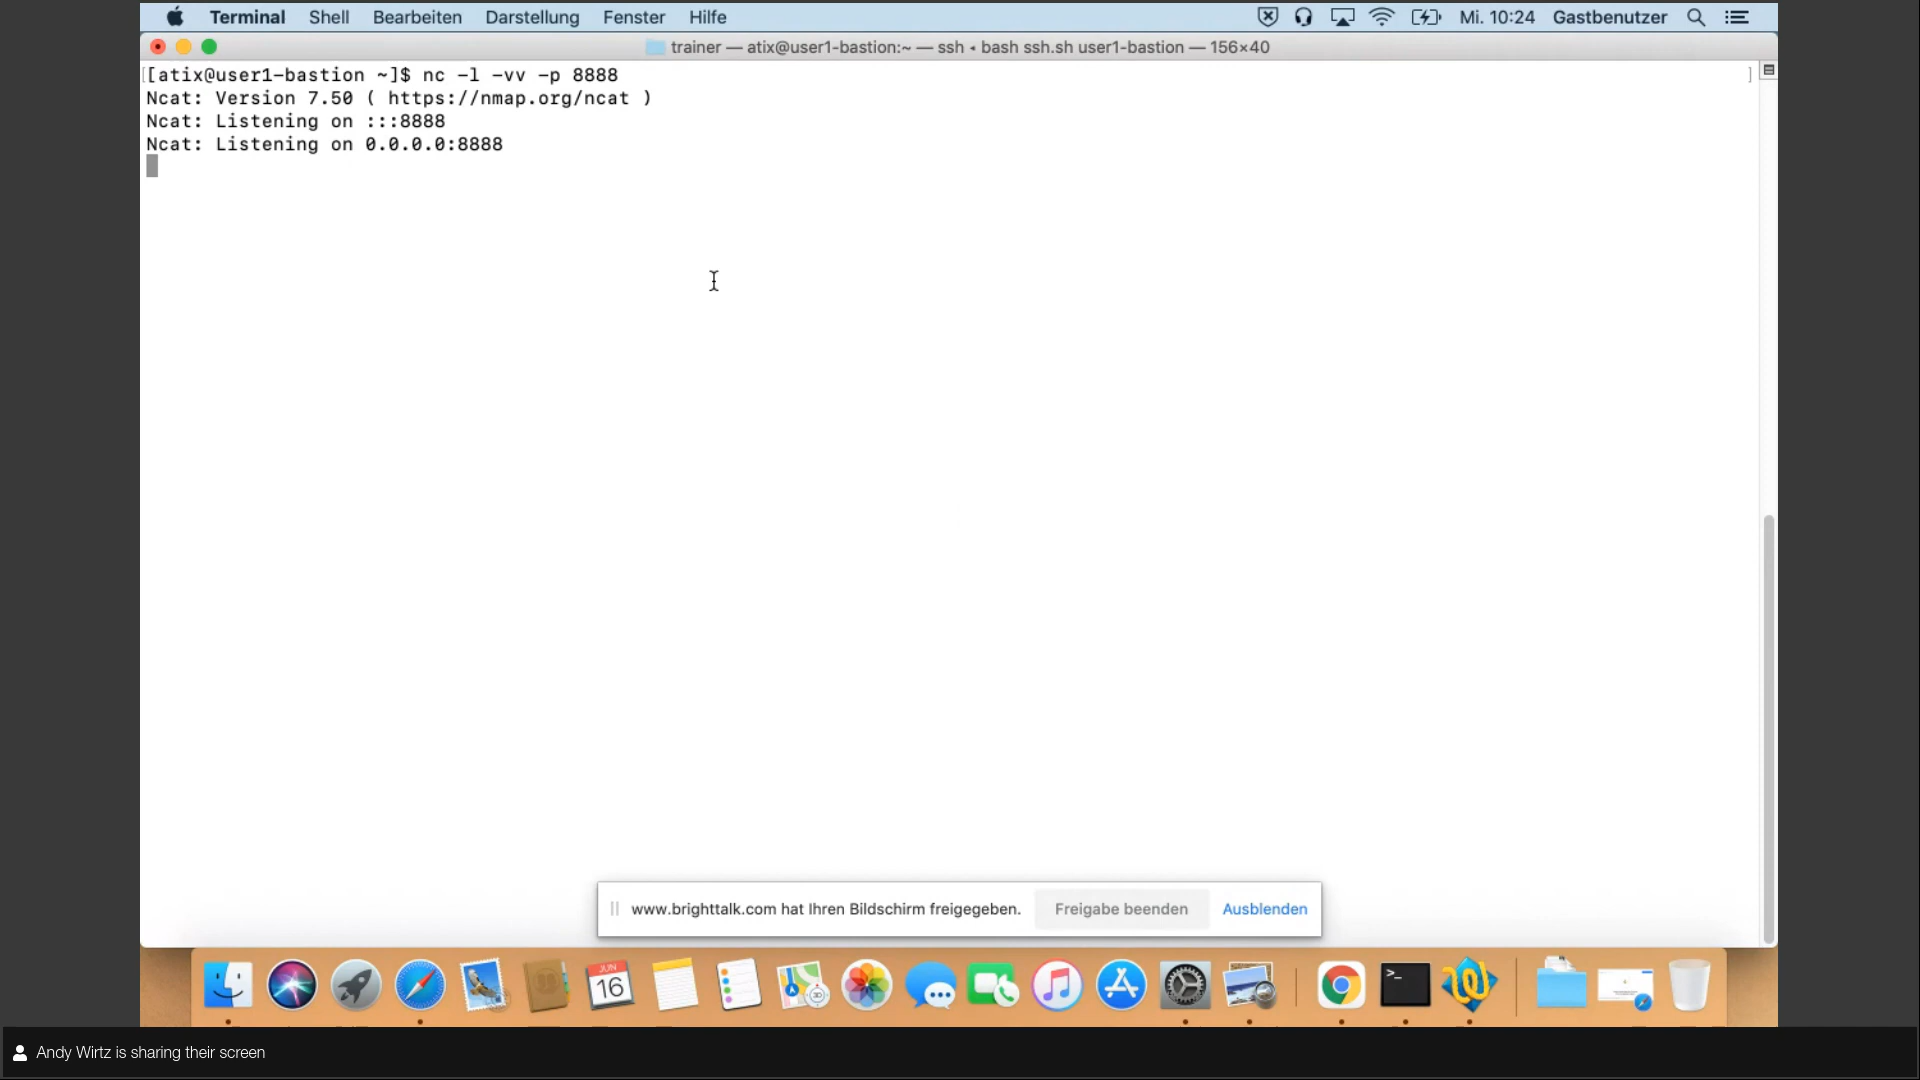 Terminal Shell Bearbeiten Darstellung Fenster Hilfe Mi. 10:24 Gastbenutzer
trainer — atix@user1-bastion:~ — ssh ◂ bash ssh.sh user1-bastion — 156×40
[[atix@user1-bastion ~]$ nc -l -vv -p 8888 ]
Ncat: Version 7.50 ( https://nmap.org/ncat )
Ncat: Listening on :::8888
Ncat: Listening on 0.0.0.0:8888
www.brighttalk.com hat Ihren Bildschirm freigegeben. Freigabe beenden Ausblenden
JUN
16
3D
>_
Andy Wirtz is sharing their screen